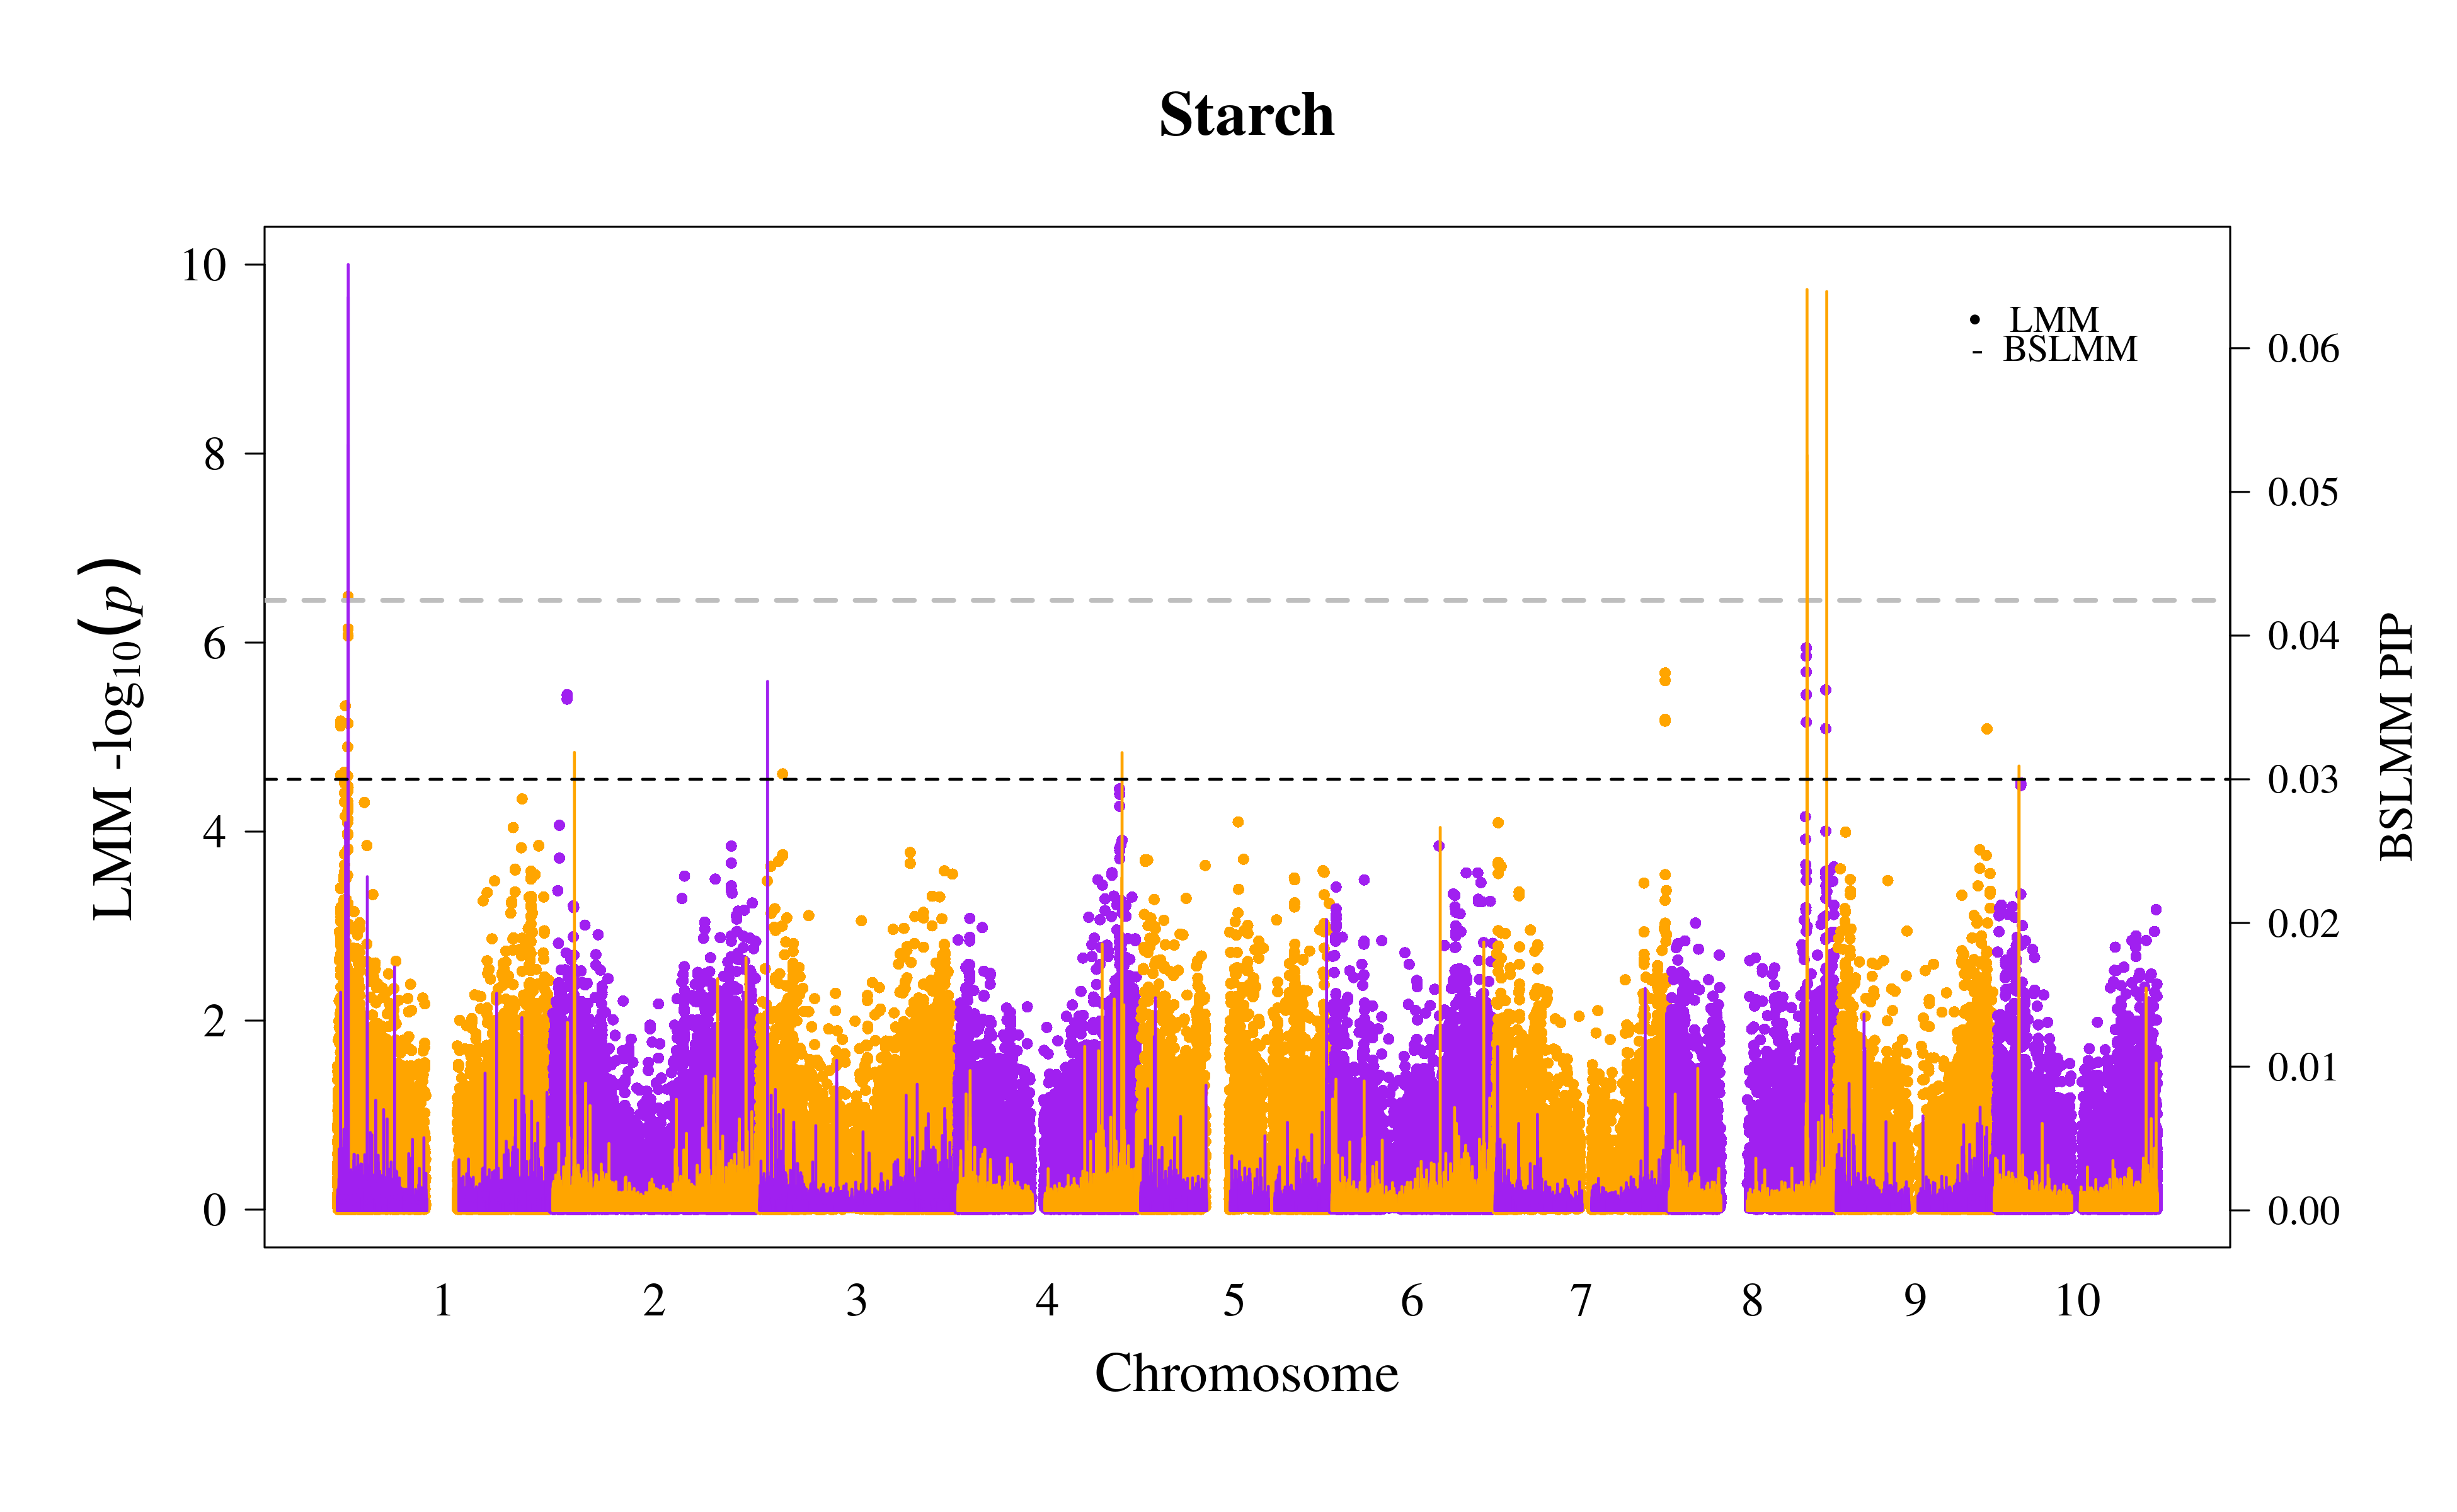 Starch
LMM -log10(p)
10
8
6
4
2
0
• LMM
- BSLMM
0.06
0.05
0.04
0.03
0.02
0.01
0.00
BSLMM PIP
1 2 3 4 5 6 7 8 9 10
Chromosome